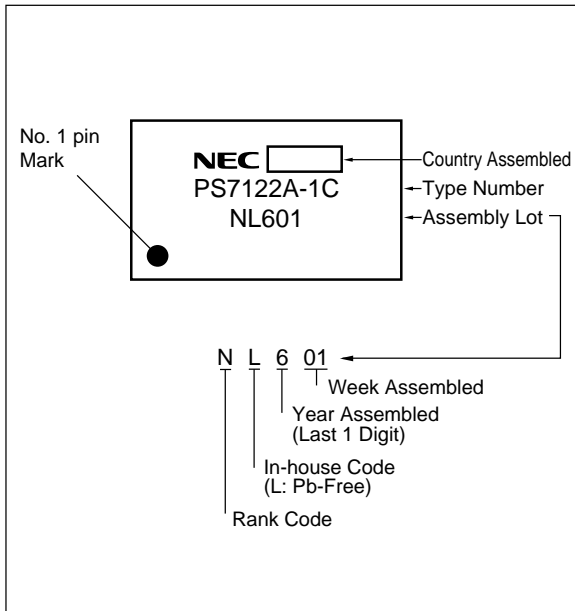 No. 1 pin
Mark
NEC
Country Assembled
PS7122A-1C
Type Number
NL601
Assembly Lot
N L 6 01
Week Assembled
Year Assembled
(Last 1 Digit)
In-house Code
(L: Pb-Free)
Rank Code